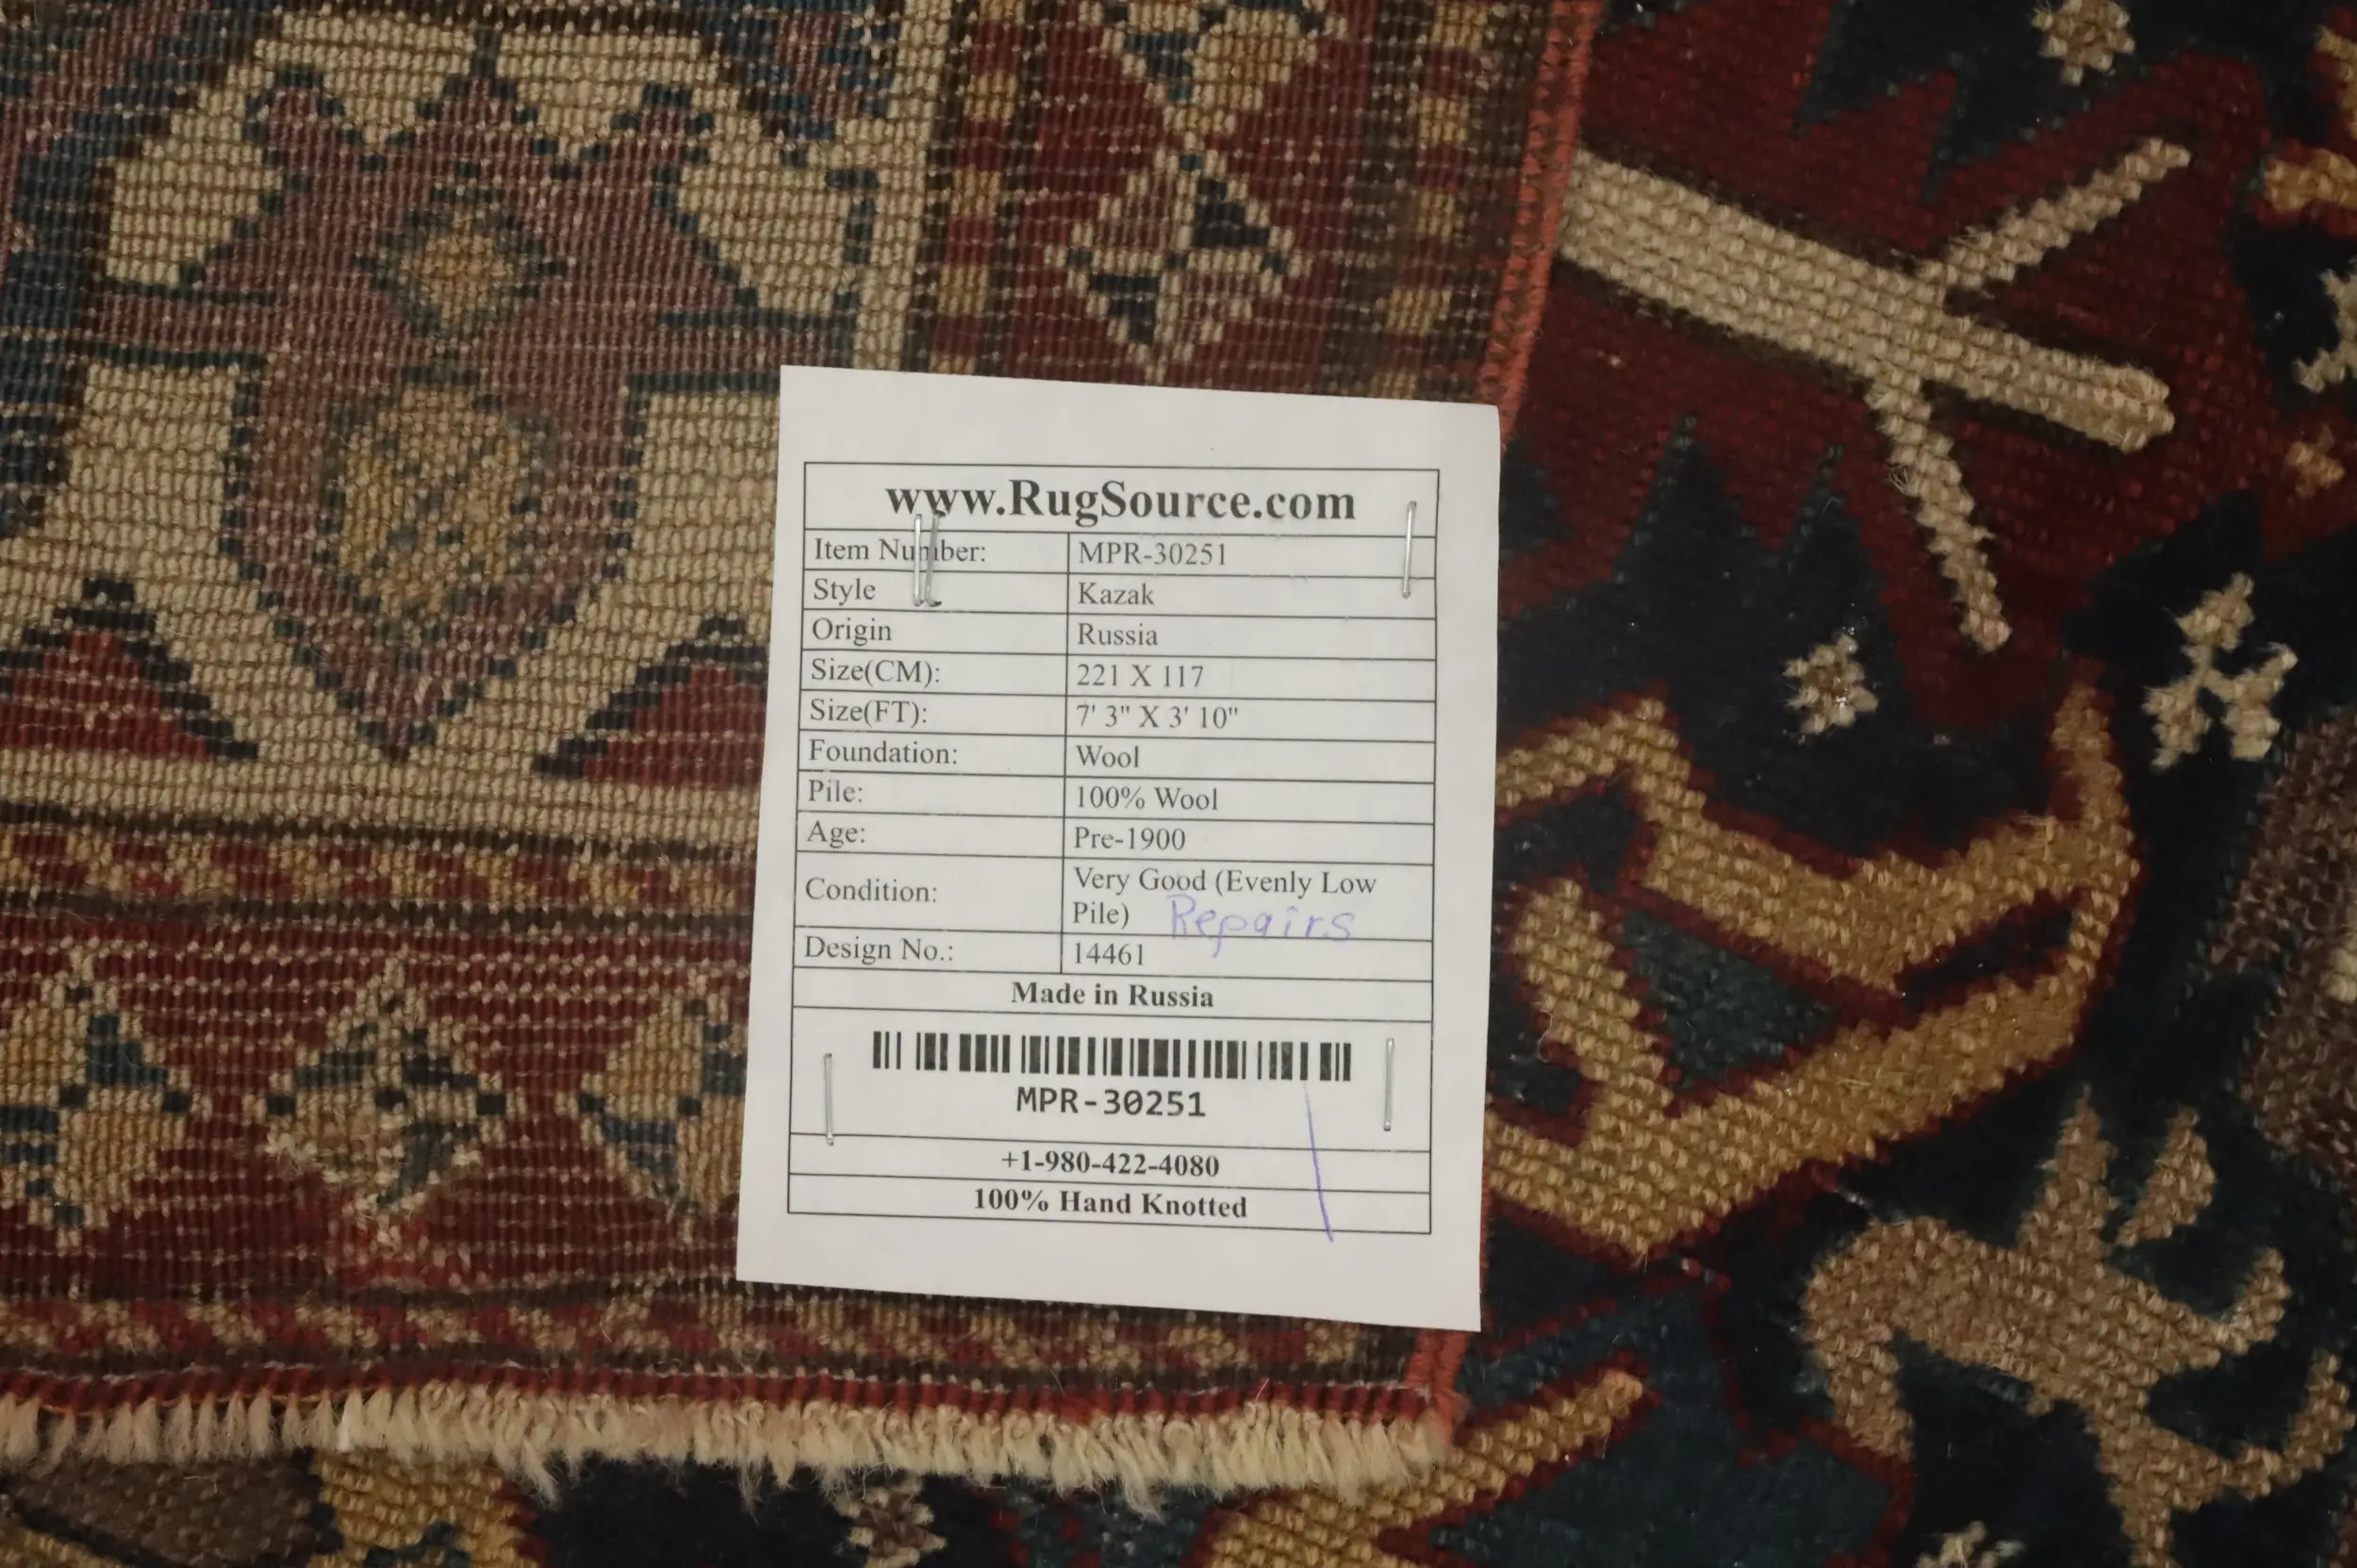 www.RugSource.com
Item Number: MPR-30251
Style Kazak
Origin Russia
Size(CM): 221 X 117
Size(FT): 7' 3" X 3' 10"
Foundation: Wool
Pile: 100% Wool
Age: Pre-1900
Condition: Very Good (Evenly Low
Pile) Repairs
Design No.: 14461
Made in Russia
MPR-30251
+1-980-422-4080
100% Hand Knotted